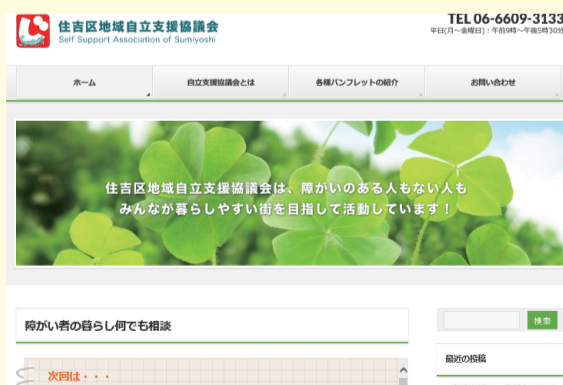 住吉区地域自立支援協議会
Self Support Association of Sumiyoshi
TEL 06-6609-3133
平日(月～金曜日)：午前9時～午後5時30分
ホーム
自立支援協議会とは
各種パンフレットの紹介
お問い合わせ
住吉区地域自立支援協議会は、障がいのある人もない人も
みんなが暮らしやすい街を目指して活動しています！
障がい者の暮らし何でも相談
検索
最近の投稿
次回は・・・